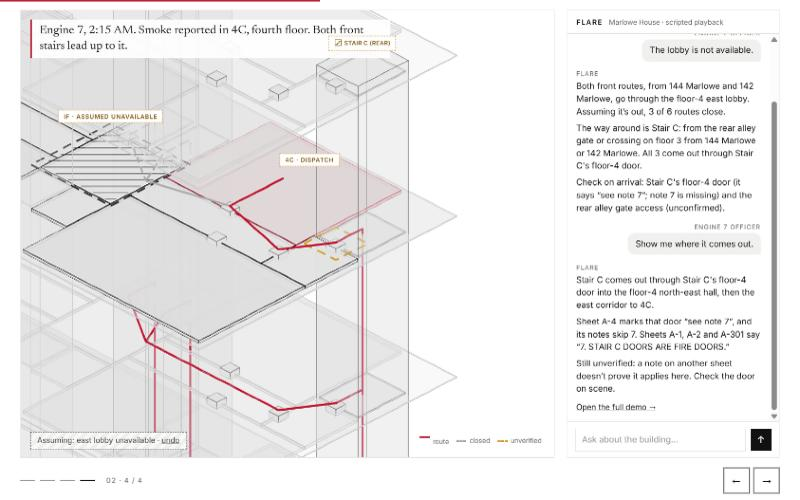 Engine 7, 2:15 AM. Smoke reported in 4C, fourth floor. Both front
stairs lead up to it.
STAIR C (REAR)
IF · ASSUMED UNAVAILABLE
4C · DISPATCH
Assuming: east lobby unavailable · undo
route
closed
unverified
02 · 4 / 4
FLARE Marlowe House · scripted playback
ENGINE 7 OFFICER
The lobby is not available.
FLARE
Both front routes, from 144 Marlowe and 142
Marlowe, go through the floor-4 east lobby.
Assuming it's out, 3 of 6 routes close.
The way around is Stair C: from the rear alley
gate or crossing on floor 3 from 144 Marlowe
or 142 Marlowe. All 3 come out through Stair
C's floor-4 door.
Check on arrival: Stair C's floor-4 door (it
says "see note 7"; note 7 is missing) and the
rear alley gate access (unconfirmed).
ENGINE 7 OFFICER
Show me where it comes out.
FLARE
Stair C comes out through Stair C's floor-4
door into the floor-4 north-east hall, then the
east corridor to 4C.
Sheet A-4 marks that door "see note 7", and
its notes skip 7. Sheets A-1, A-2 and A-301 say
"7. STAIR C DOORS ARE FIRE DOORS."
Still unverified: a note on another sheet
doesn't prove it applies here. Check the door
on scene.
Open the full demo →
Ask about the building...